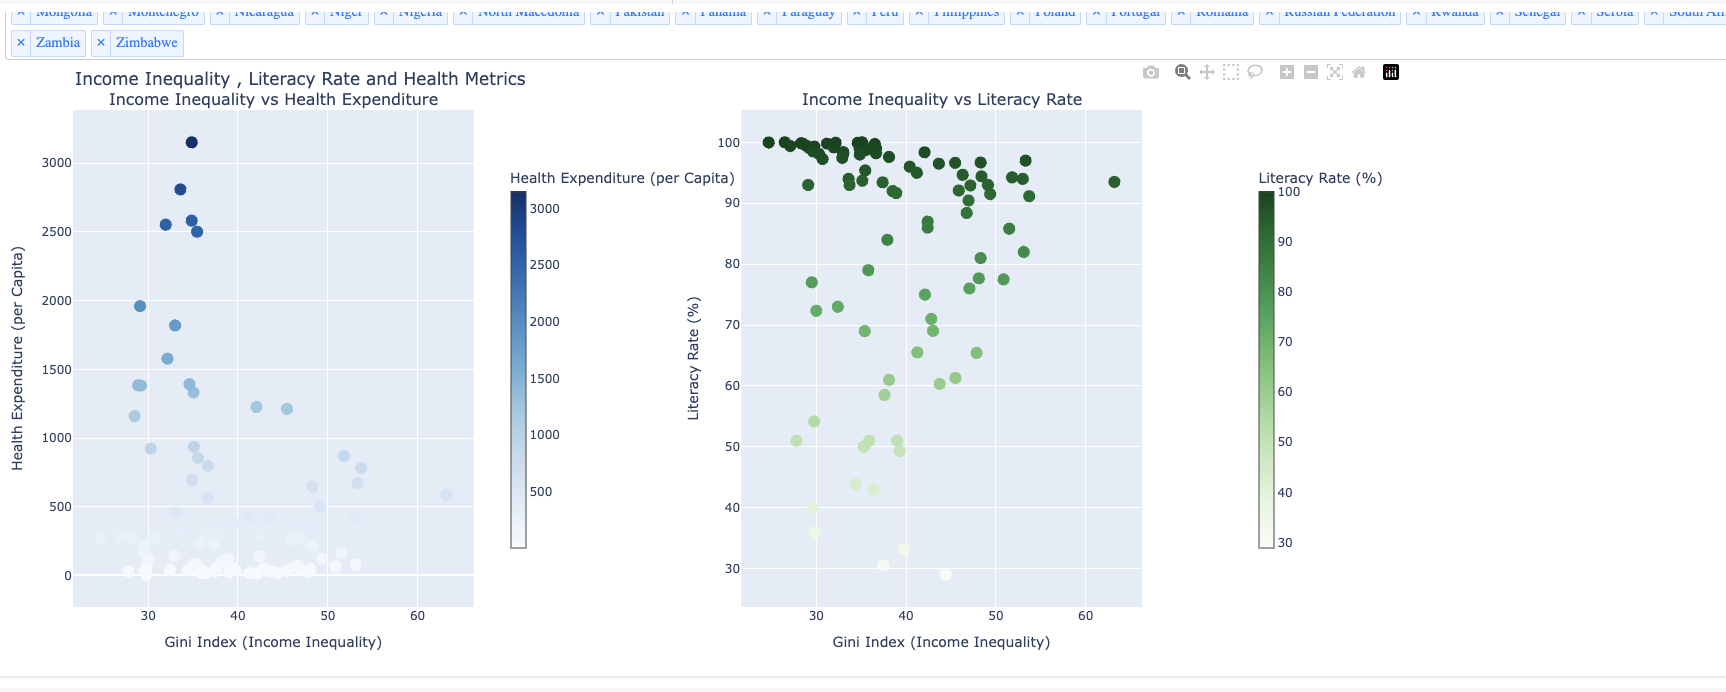 × Mongolia × Montenegro × Nicaragua × Niger × Nigeria × North Macedonia × Pakistan × Panama × Paraguay × Peru × Philippines × Poland × Portugal × Romania × Russian Federation × Rwanda × Senegal × Serbia × South
× Zambia × Zimbabwe
Income Inequality , Literacy Rate and Health Metrics
Income Inequality vs Health Expenditure
Health Expenditure (per Capita)
3000
2500
2000
1500
1000
500
0
30 40 50 60
Gini Index (Income Inequality)
Health Expenditure (per Capita)
3000
2500
2000
1500
1000
500
Income Inequality vs Literacy Rate
Literacy Rate (%)
100
90
80
70
60
50
40
30
30 40 50 60
Gini Index (Income Inequality)
Literacy Rate (%)
100
90
80
70
60
50
40
30